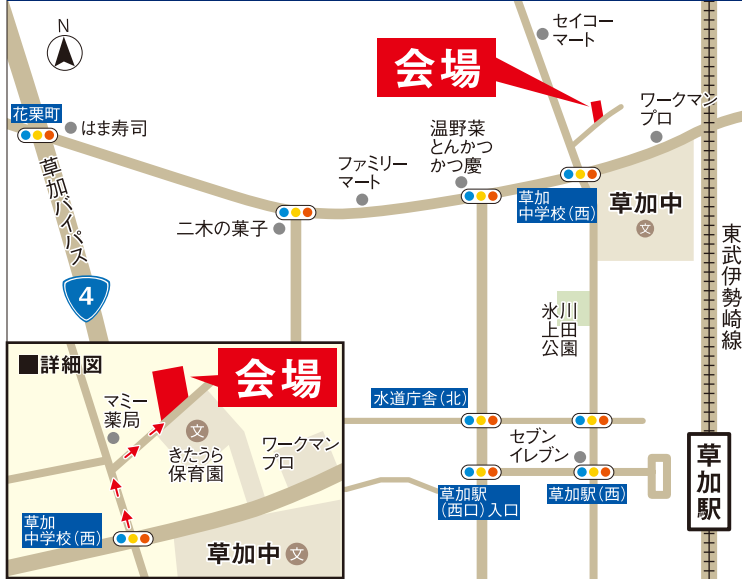 N
セイコー
マート
会場
ワークマン
プロ
花栗町
はま寿司
温野菜
とんかつ
かつ慶
ファミリー
マート
草加
中学校(西)
草加中
文
二木の菓子
草加バイパス
4
東武伊勢崎線
氷川
上田
公園
■詳細図
会場
マミー
薬局
文
きたうら
保育園
ワークマン
プロ
草加
中学校(西)
草加中
文
水道庁舎(北)
セブン
イレブン
草加駅
(西口)入口
草加駅(西)
草加駅